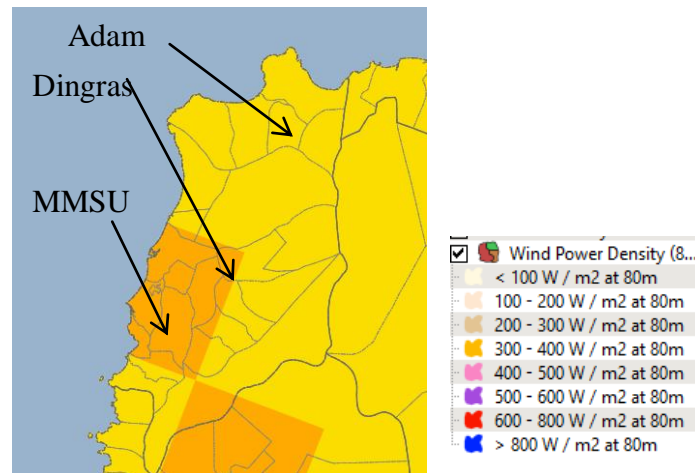 Adam
Dingras
MMSU
Wind Power Density (8...
< 100 W / m2 at 80m
100 - 200 W / m2 at 80m
200 - 300 W / m2 at 80m
300 - 400 W / m2 at 80m
400 - 500 W / m2 at 80m
500 - 600 W / m2 at 80m
600 - 800 W / m2 at 80m
> 800 W / m2 at 80m